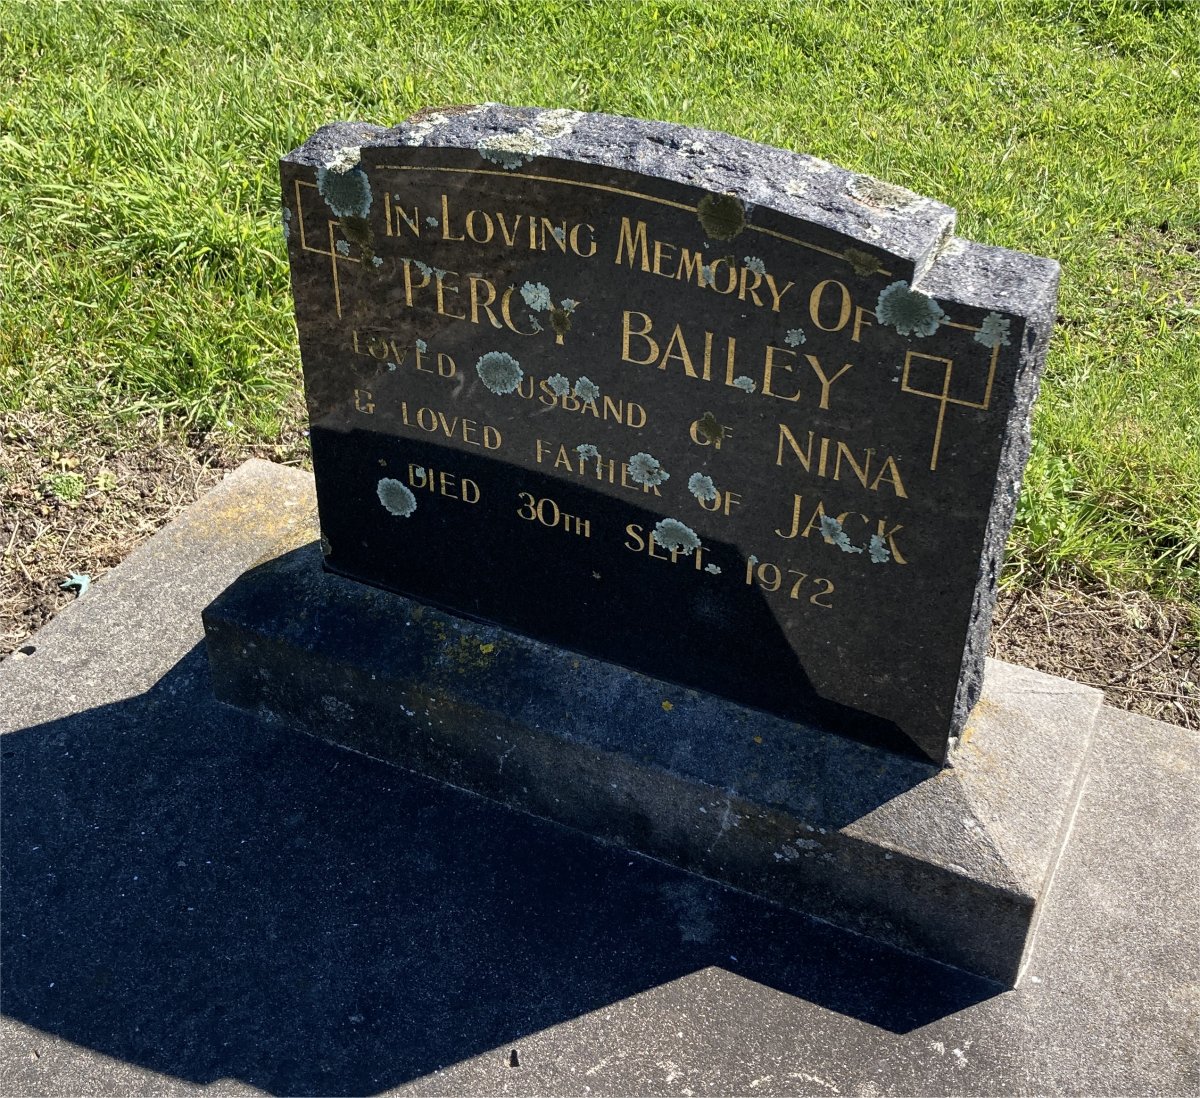 IN LOVING MEMORY OF
PERCY BAILEY
LOVED HUSBAND OF NINA
& LOVED FATHER OF JACK
DIED 30TH SEPT. 1972